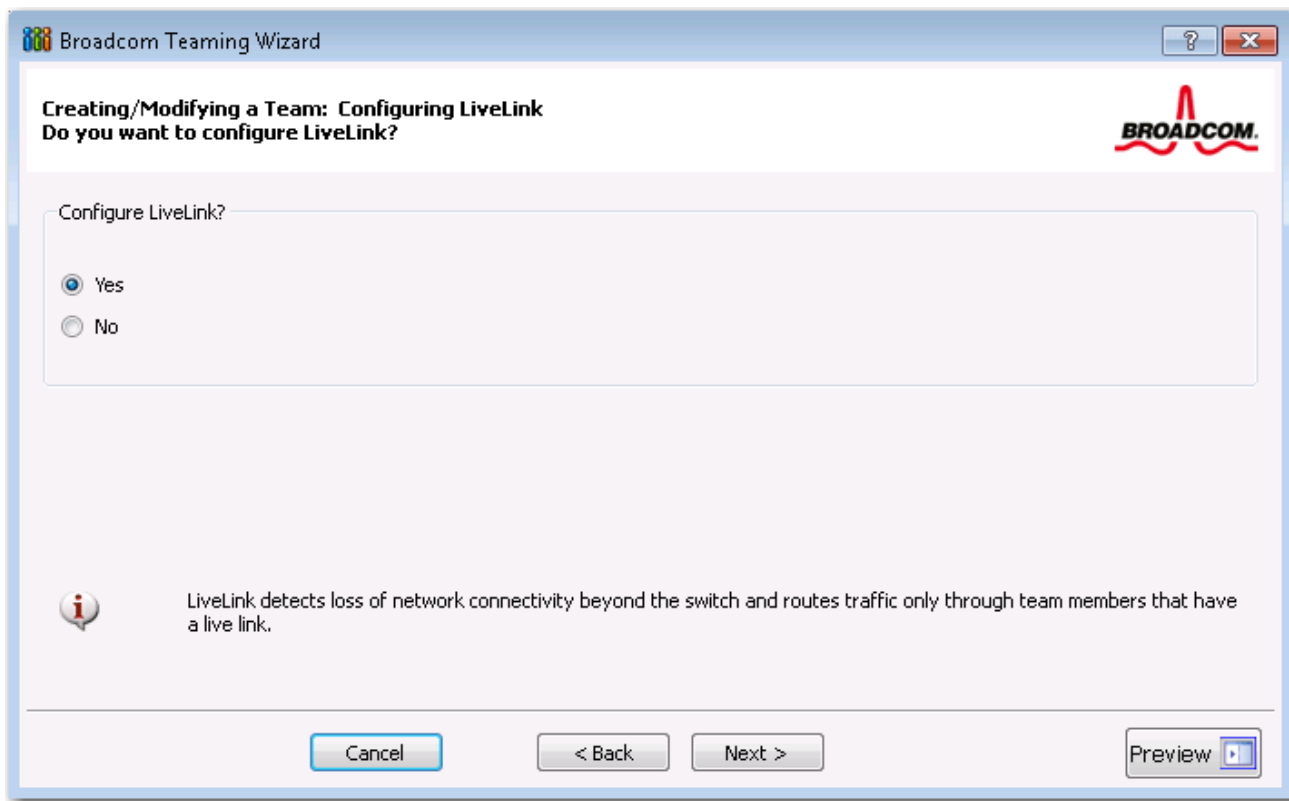 Broadcom Teaming Wizard
?
Creating/Modifying a Team: Configuring LiveLink
Do you want to configure LiveLink?
BROADCOM.
Configure LiveLink?
Yes
No
LiveLink detects loss of network connectivity beyond the switch and routes traffic only through team members that have
a live link.
Cancel
< Back
Next >
Preview